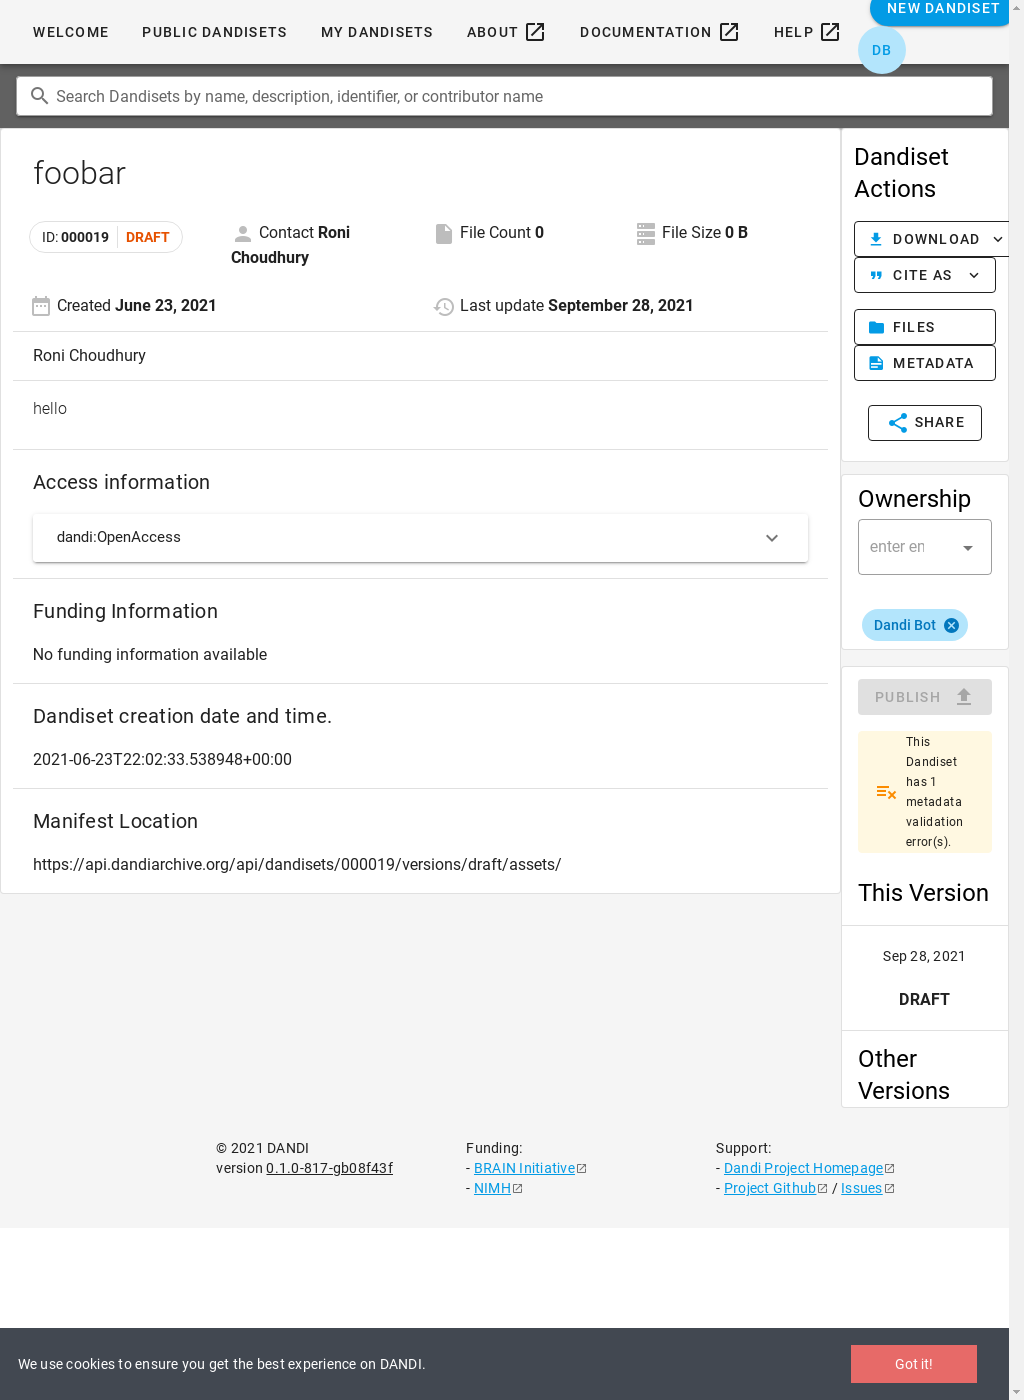 WELCOME PUBLIC DANDISETS MY DANDISETS ABOUT DOCUMENTATION HELP NEW DANDISET
DB
Search Dandisets by name, description, identifier, or contributor name
foobar
ID: 000019 DRAFT
Contact Roni Choudhury
File Count 0
File Size 0 B
Created June 23, 2021
Last update September 28, 2021
Roni Choudhury
hello
Access information
dandi:OpenAccess
Funding Information
No funding information available
Dandiset creation date and time.
2021-06-23T22:02:33.538948+00:00
Manifest Location
https://api.dandiarchive.org/api/dandisets/000019/versions/draft/assets/
Dandiset
Actions
DOWNLOAD
CITE AS
FILES
METADATA
SHARE
Ownership
enter en
Dandi Bot
PUBLISH
This
Dandiset
has 1
metadata
validation
error(s).
This Version
Sep 28, 2021
DRAFT
Other
Versions
© 2021 DANDI
version 0.1.0-817-gb08f43f
Funding:
- BRAIN Initiative
- NIMH
Support:
- Dandi Project Homepage
- Project Github / Issues
We use cookies to ensure you get the best experience on DANDI.
Got it!